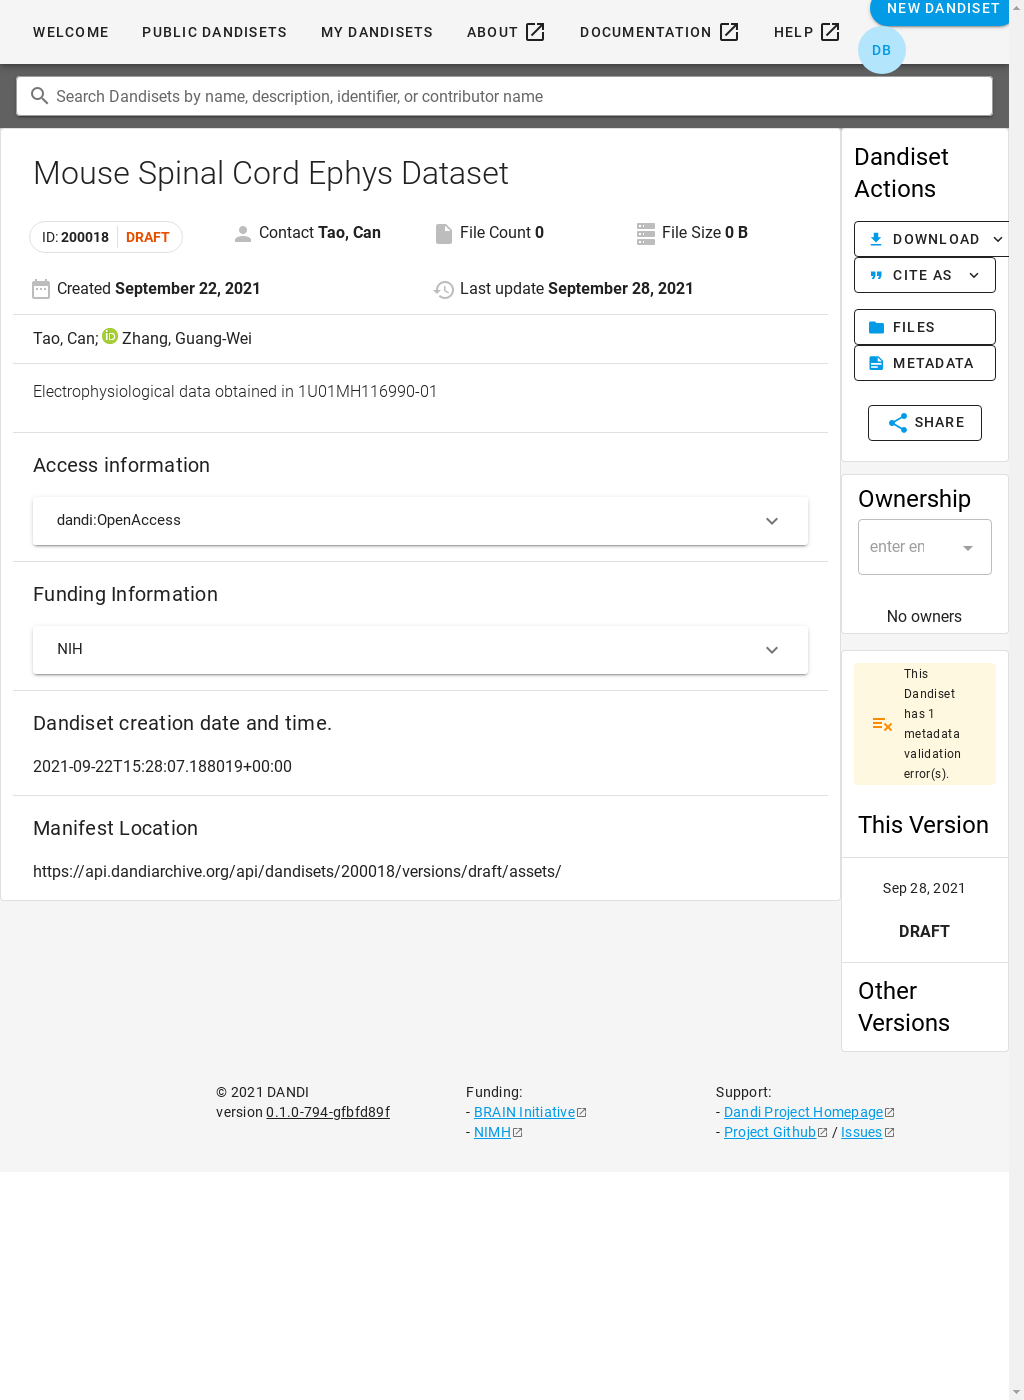 WELCOME PUBLIC DANDISETS MY DANDISETS ABOUT DOCUMENTATION HELP NEW DANDISET
DB
Search Dandisets by name, description, identifier, or contributor name
Mouse Spinal Cord Ephys Dataset
ID: 200018 DRAFT
Contact Tao, Can
File Count 0
File Size 0 B
Created September 22, 2021
Last update September 28, 2021
Tao, Can; iD Zhang, Guang-Wei
Electrophysiological data obtained in 1U01MH116990-01
Access information
dandi:OpenAccess
Funding Information
NIH
Dandiset creation date and time.
2021-09-22T15:28:07.188019+00:00
Manifest Location
https://api.dandiarchive.org/api/dandisets/200018/versions/draft/assets/
Dandiset
Actions
DOWNLOAD
CITE AS
FILES
METADATA
SHARE
Ownership
enter en
No owners
This
Dandiset
has 1
metadata
validation
error(s).
This Version
Sep 28, 2021
DRAFT
Other
Versions
© 2021 DANDI
version 0.1.0-794-gfbfd89f
Funding:
- BRAIN Initiative
- NIMH
Support:
- Dandi Project Homepage
- Project Github / Issues